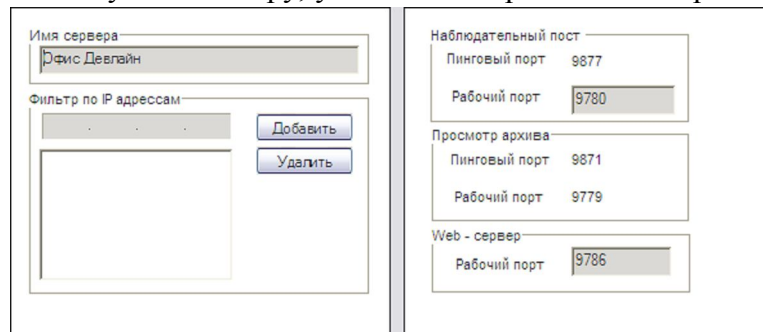 Имя сервера
Офис Девлайн
Фильтр по IP адрессам
. . .
Добавить
Удалить
Наблюдательный пост
Пинговый порт 9877
Рабочий порт 9780
Просмотр архива
Пинговый порт 9871
Рабочий порт 9779
Web - сервер
Рабочий порт 9786